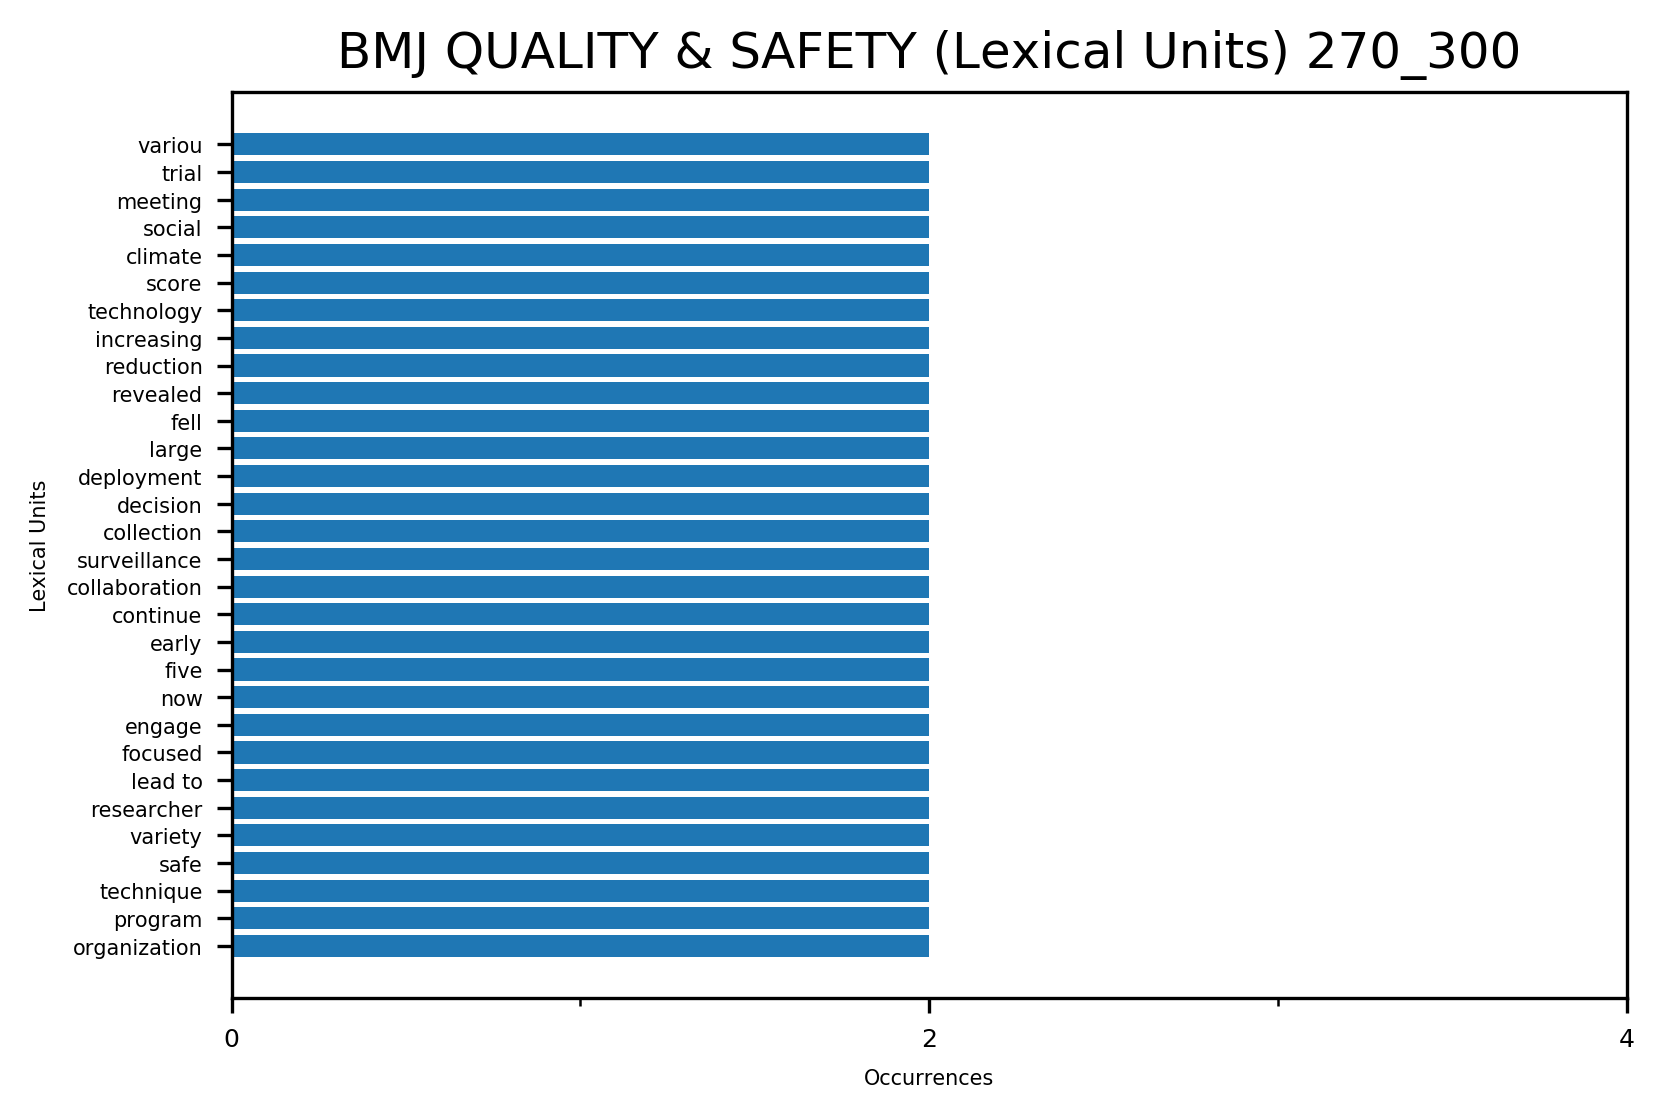 BMJ QUALITY & SAFETY (Lexical Units) 270_300
variou
trial
meeting
social
climate
score
technology
increasing
reduction
revealed
fell
large
deployment
decision
collection
surveillance
collaboration
continue
early
five
now
engage
focused
lead to
researcher
variety
safe
technique
program
organization
Lexical Units
0 2 4
Occurrences